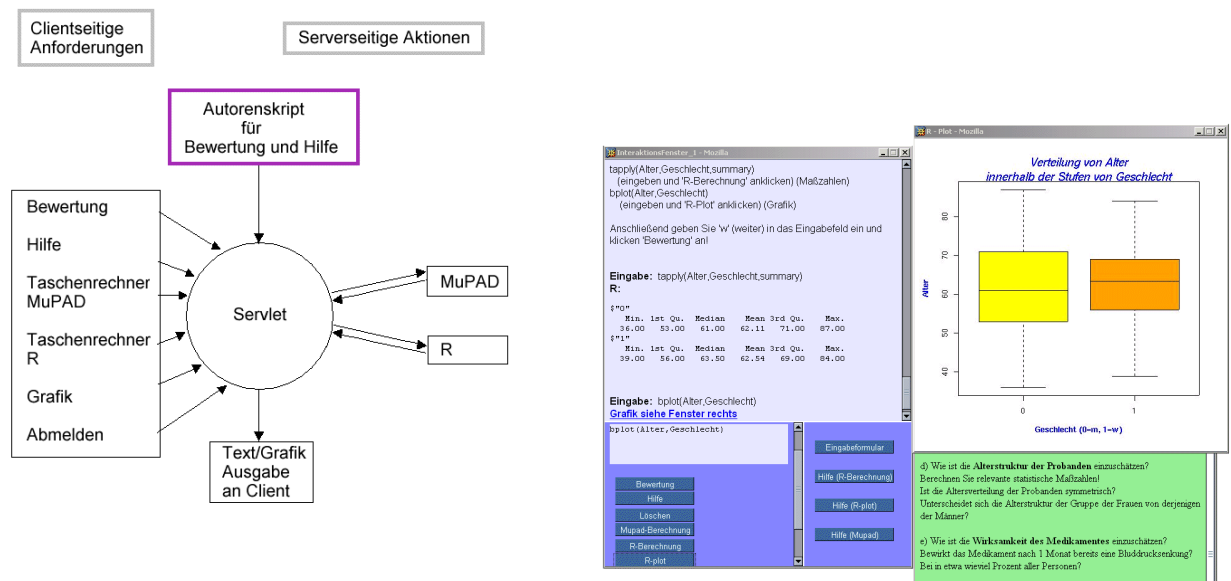 Clientseitige
Anforderungen
Serverseitige Aktionen
Autorenskript
für
Bewertung und Hilfe
Bewertung
Hilfe
Taschenrechner
MuPAD
Taschenrechner
R
Grafik
Abmelden
Servlet
MuPAD
R
Text/Grafik
Ausgabe
an Client
InteraktionsFenster_1 - Mozilla
tapply(Alter,Geschlecht,summary)
(eingeben und 'R-Berechnung' anklicken) (Maßzahlen)
bplot(Alter,Geschlecht)
(eingeben und 'R-Plot' anklicken) (Grafik)
Anschließend geben Sie 'w' (weiter) in das Eingabefeld ein und
klicken 'Bewertung' an!
Eingabe: tapply(Alter,Geschlecht,summary)
R:
$"0"
Min. 1st Qu. Median Mean 3rd Qu. Max.
36.00 53.00 61.00 62.11 71.00 87.00
$"1"
Min. 1st Qu. Median Mean 3rd Qu. Max.
39.00 56.00 63.50 62.54 69.00 84.00
Eingabe: bplot(Alter,Geschlecht)
Grafik siehe Fenster rechts
bplot(Alter,Geschlecht)
Bewertung
Hilfe
Löschen
Mupad-Berechnung
R-Berechnung
R-plot
Eingabeformular
Hilfe (R-Berechnung)
Hilfe (R-plot)
Hilfe (Mupad)
R - Plot - Mozilla
Verteilung von Alter
innerhalb der Stufen von Geschlecht
80
70
60
50
40
Alter
0 1
Geschlecht (0=m, 1=w)
d) Wie ist die Alterstruktur der Probanden einzuschätzen?
Berechnen Sie relevante statistische Maßzahlen!
Ist die Altersverteilung der Probanden symmetrisch?
Unterscheidet sich die Alterstruktur der Gruppe der Frauen von derjenigen
der Männer?
e) Wie ist die Wirksamkeit des Medikamentes einzuschätzen?
Bewirkt das Medikament nach 1 Monat bereits eine Bluddrucksenkung?
Bei in etwa wieviel Prozent aller Personen?